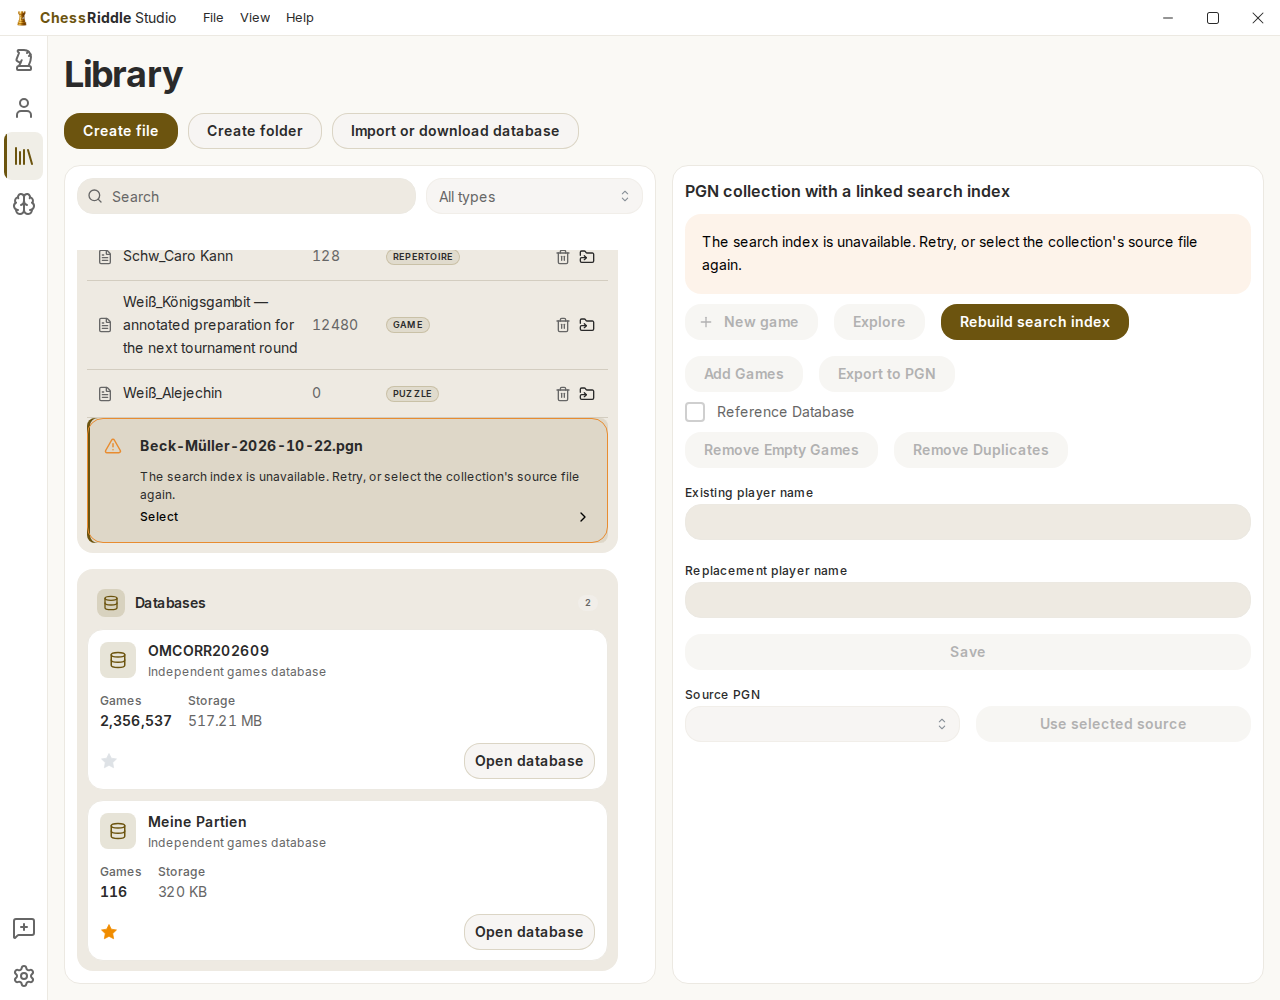 ChessRiddle Studio File View Help
Library
Create file Create folder Import or download database
Search All types
Schw_Caro Kann 128 REPERTOIRE
Weiß_Königsgambit —
annotated preparation for 12480 GAME
the next tournament round
Weiß_Alejechin 0 PUZZLE
Beck-Müller-2026-10-22.pgn
The search index is unavailable. Retry, or select the collection's source file
again.
Select
Databases 2
OMCORR202609
Independent games database
Games Storage
2,356,537 517.21 MB
Open database
Meine Partien
Independent games database
Games Storage
116 320 KB
Open database
PGN collection with a linked search index
The search index is unavailable. Retry, or select the collection's source file
again.
New game Explore Rebuild search index
Add Games Export to PGN
Reference Database
Remove Empty Games Remove Duplicates
Existing player name
Replacement player name
Save
Source PGN
Use selected source